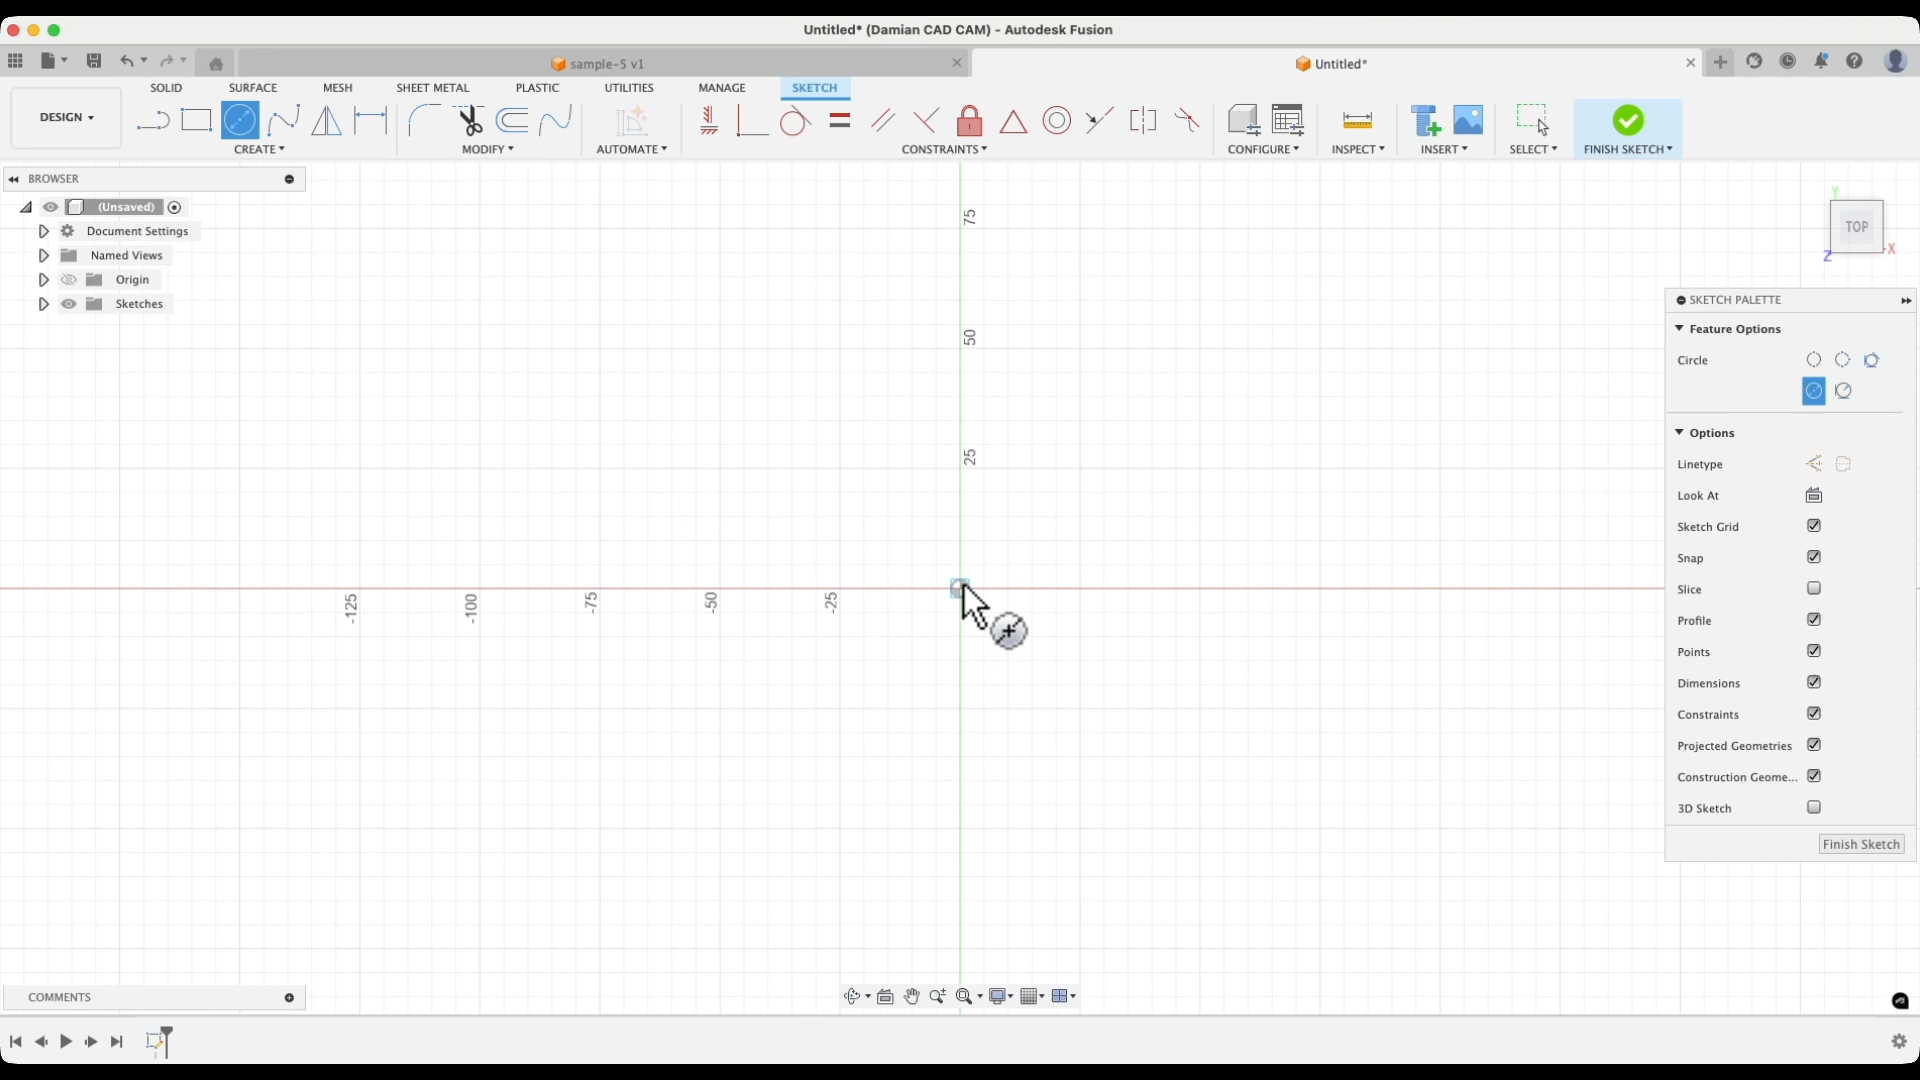 Untitled* (Damian CAD CAM) - Autodesk Fusion
sample-5 v1
Untitled*
SOLID SURFACE MESH SHEET METAL PLASTIC UTILITIES MANAGE SKETCH
DESIGN
CREATE MODIFY AUTOMATE CONSTRAINTS CONFIGURE INSPECT INSERT SELECT FINISH SKETCH
BROWSER
(Unsaved)
Document Settings
Named Views
Origin
Sketches
75
50
25
-125 -100 -75 -50 -25
Y
TOP
X
Z
SKETCH PALETTE
Feature Options
Circle
Options
Linetype
Look At
Sketch Grid
Snap
Slice
Profile
Points
Dimensions
Constraints
Projected Geometries
Construction Geome...
3D Sketch
Finish Sketch
COMMENTS